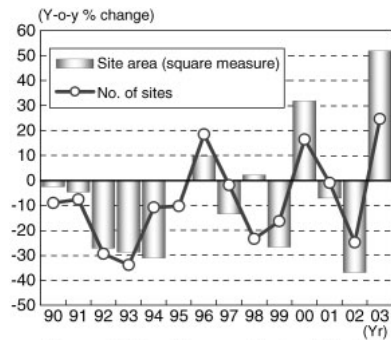 (Y-o-y % change)
60
50
40
30
20
10
0
-10
-20
-30
-40
-50
Site area (square measure)
No. of sites
90 91 92 93 94 95 96 97 98 99 00 01 02 03
(Yr)